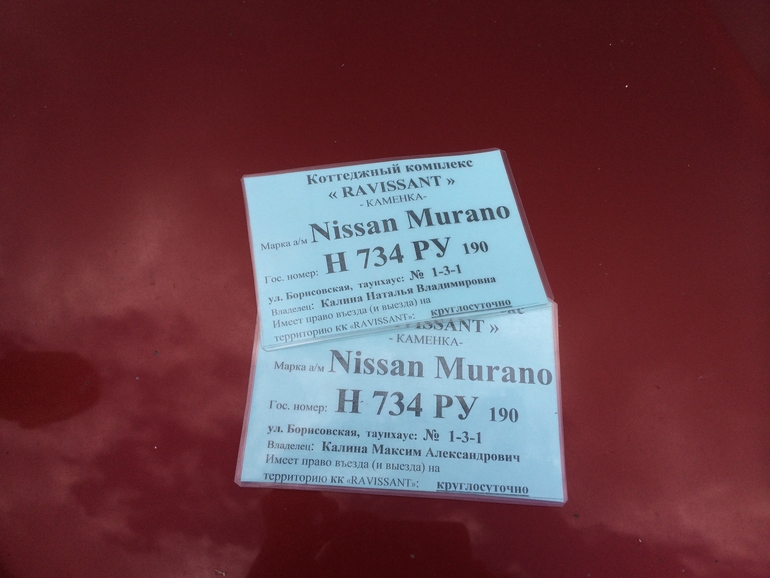 Коттеджный комплекс
« RAVISSANT »
- КАМЕНКА-
Марка а/м Nissan Murano
Гос. номер: Н 734 РУ 190
ул. Борисовская, таунхаус: № 1-3-1
Владелец: Калина Наталья Владимировна
Имеет право въезда (и выезда) на
территорию кк «RAVISSANT»: круглосуточно
- КАМЕНКА-
Марка а/м Nissan Murano
Гос. номер: Н 734 РУ 190
ул. Борисовская, таунхаус: № 1-3-1
Владелец: Калина Максим Александрович
Имеет право въезда (и выезда) на
территорию кк «RAVISSANT»: круглосуточно